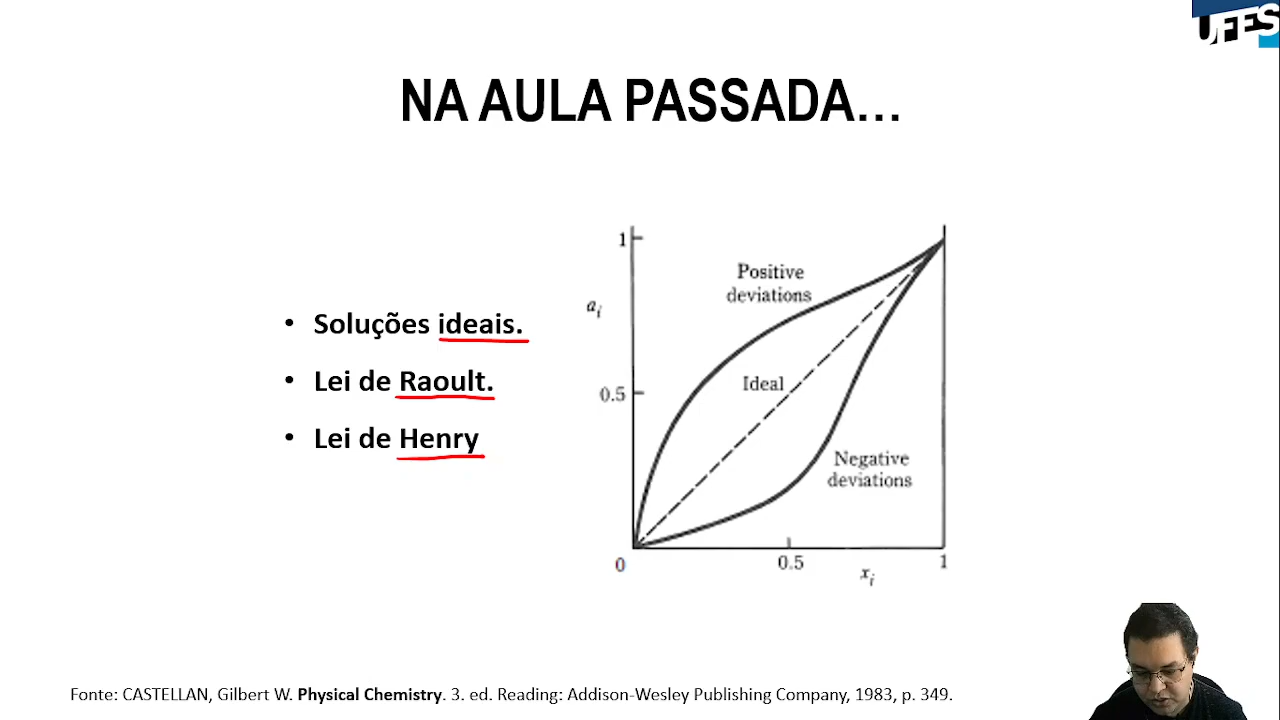 UFES
NA AULA PASSADA...
• Soluções ideais.
• Lei de Raoult.
• Lei de Henry
1
Positive
deviations
a_i
0.5
Ideal
Negative
deviations
0
0.5
1
x_i
Fonte: CASTELLAN, Gilbert W. Physical Chemistry. 3. ed. Reading: Addison-Wesley Publishing Company, 1983, p. 349.